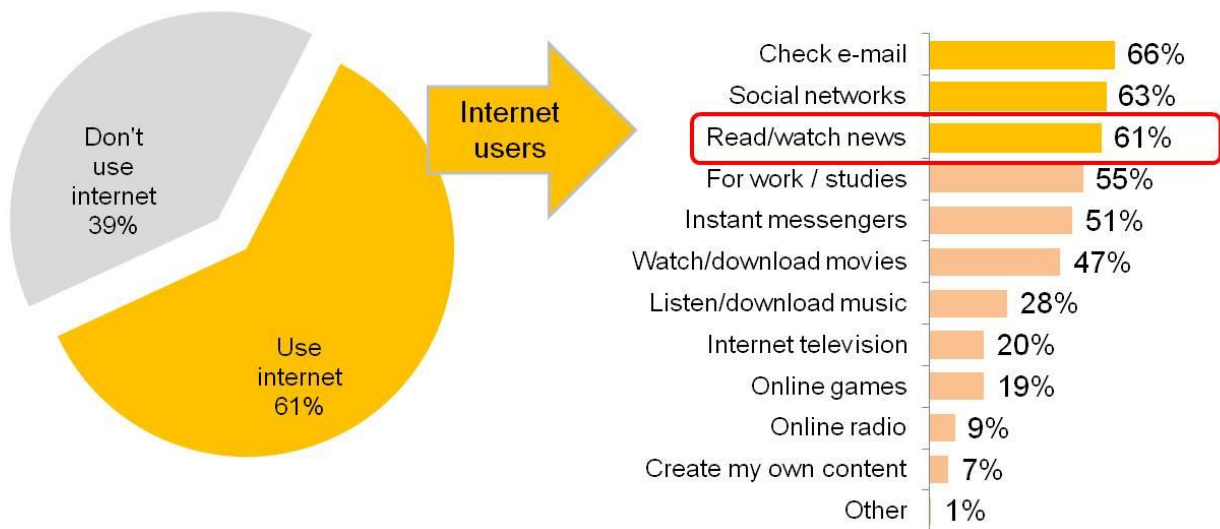 Don't
use
internet
39%
Use
internet
61%
Internet
users
Check e-mail 66%
Social networks 63%
Read/watch news 61%
For work / studies 55%
Instant messengers 51%
Watch/download movies 47%
Listen/download music 28%
Internet television 20%
Online games 19%
Online radio 9%
Create my own content 7%
Other 1%